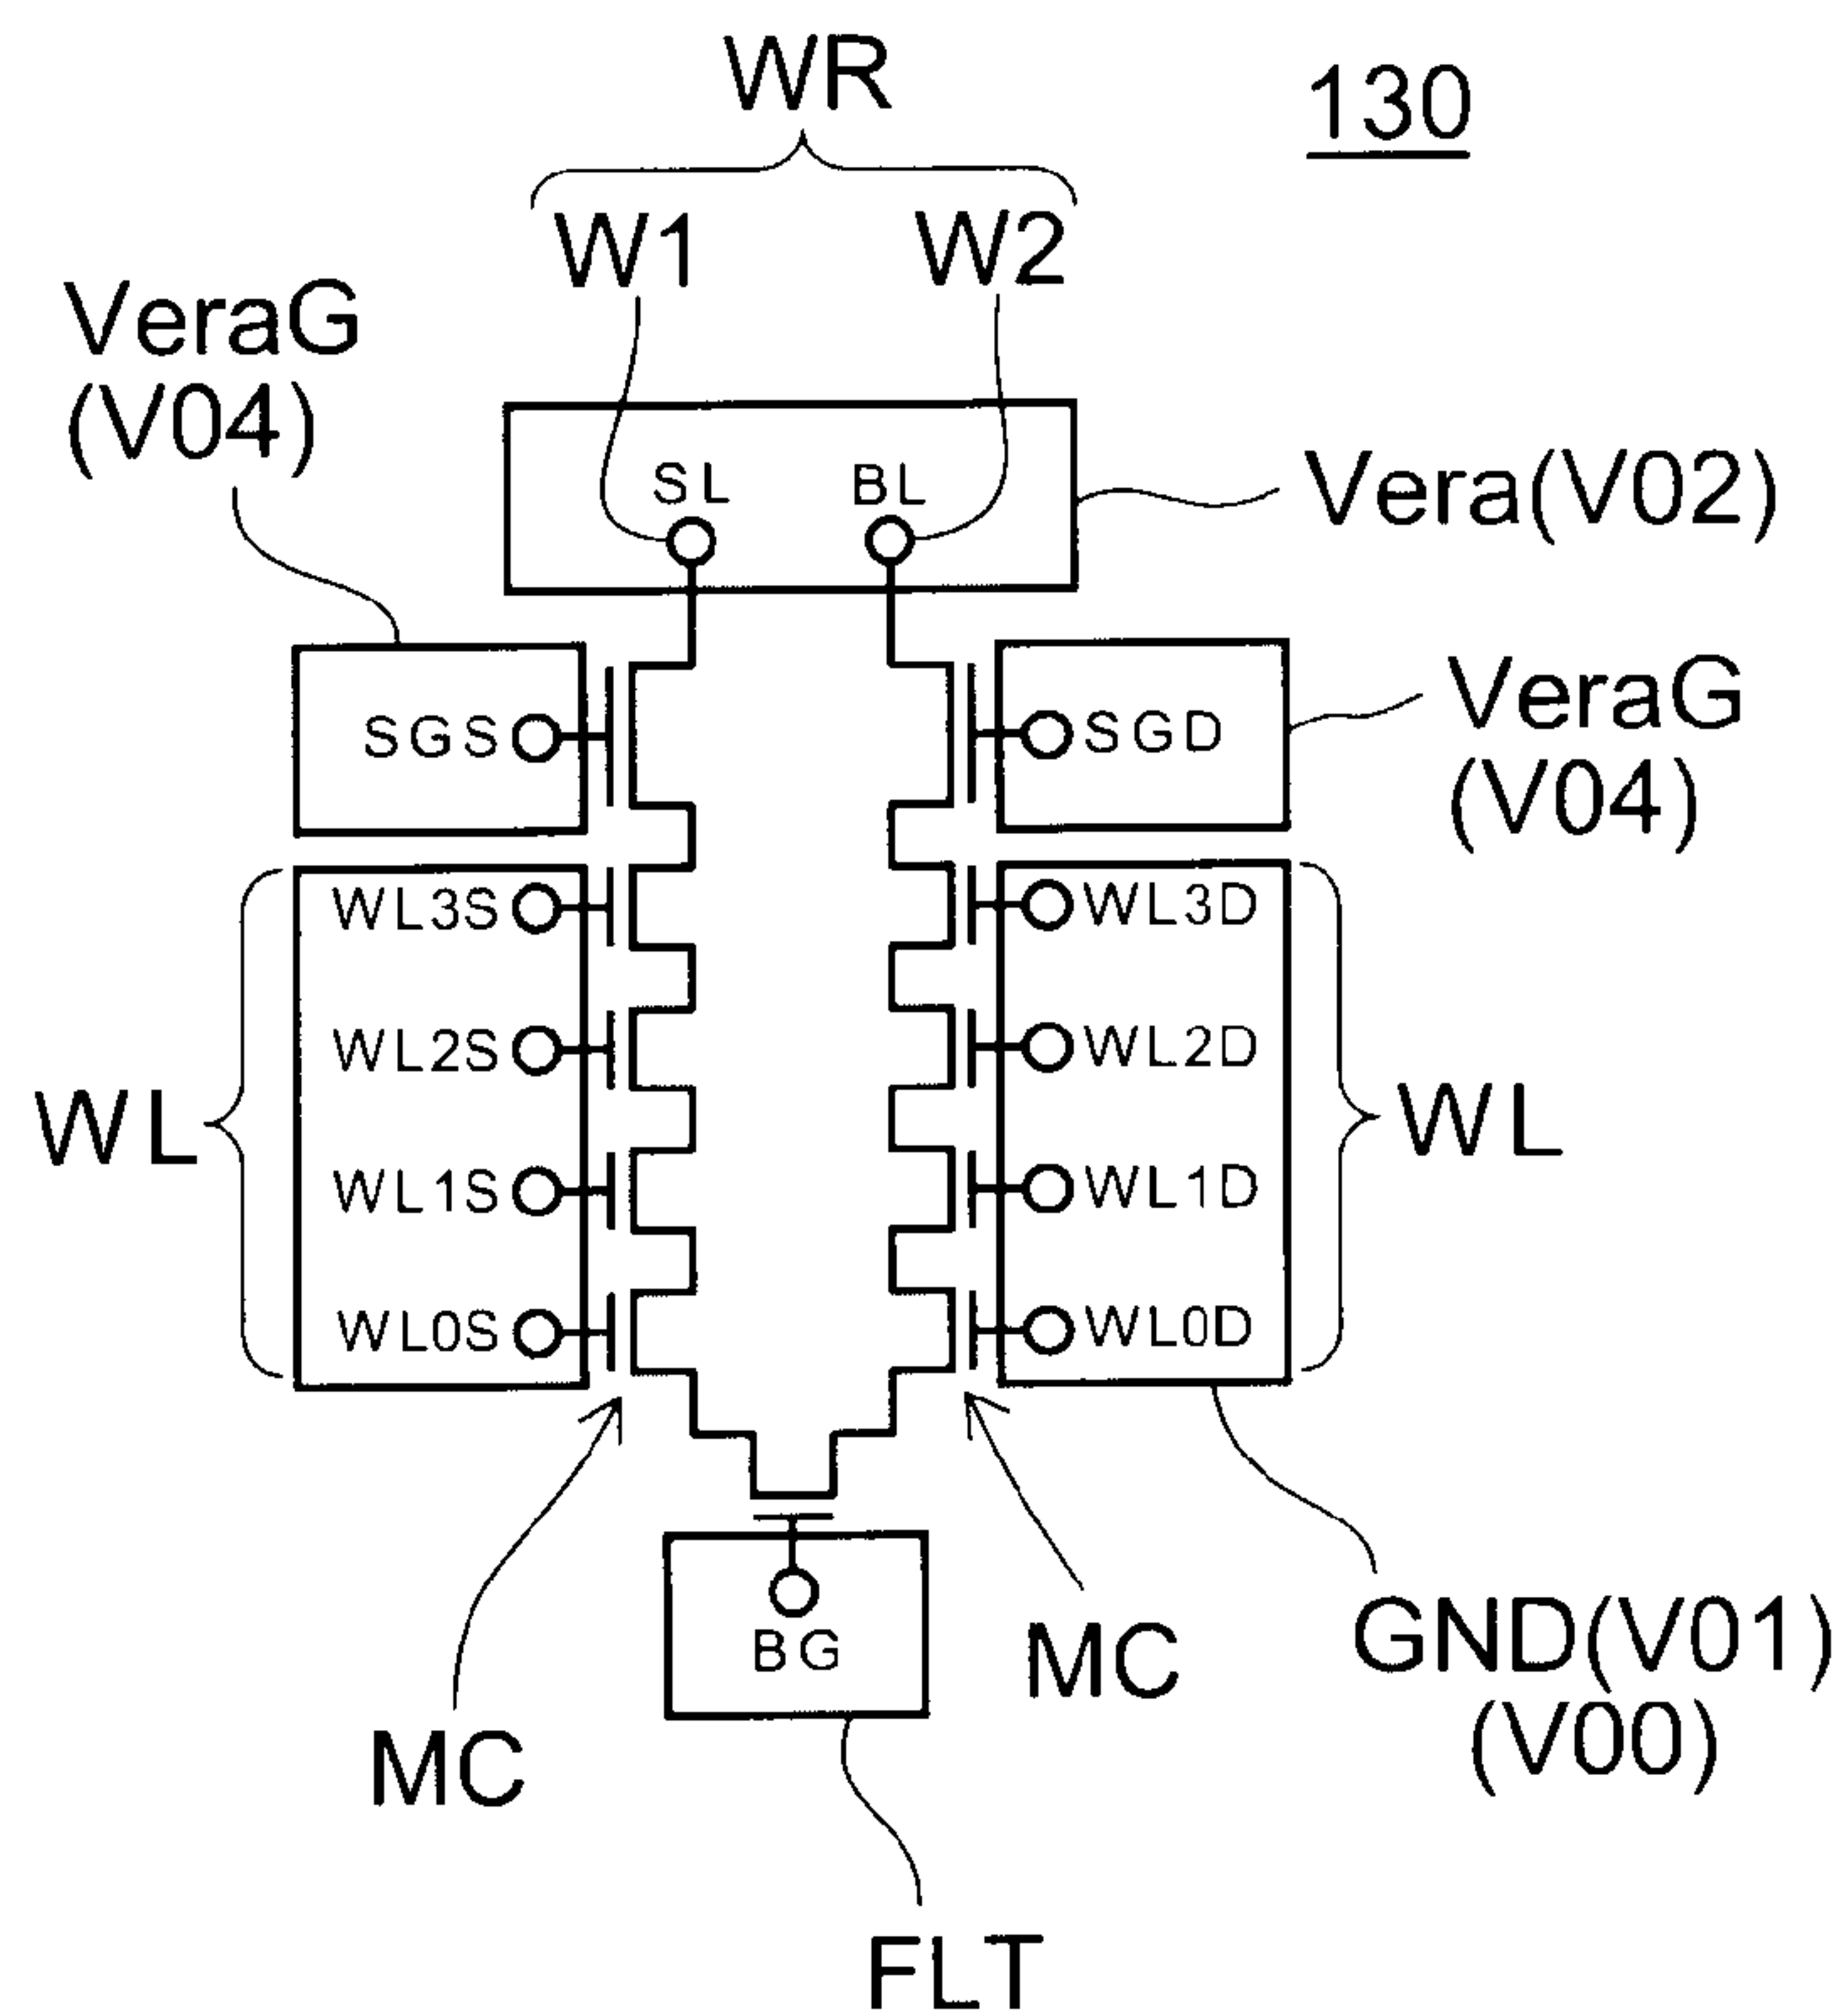 WR
130
W1 W2
VeraG
(V04)
SL BL
Vera(V02)
SGS
SGD
VeraG
(V04)
WL3S
WL3D
WL2S
WL2D
WL
WL
WL1S
WL1D
WL0S
WL0D
BG
MC
GND(V01)
(V00)
MC
FLT